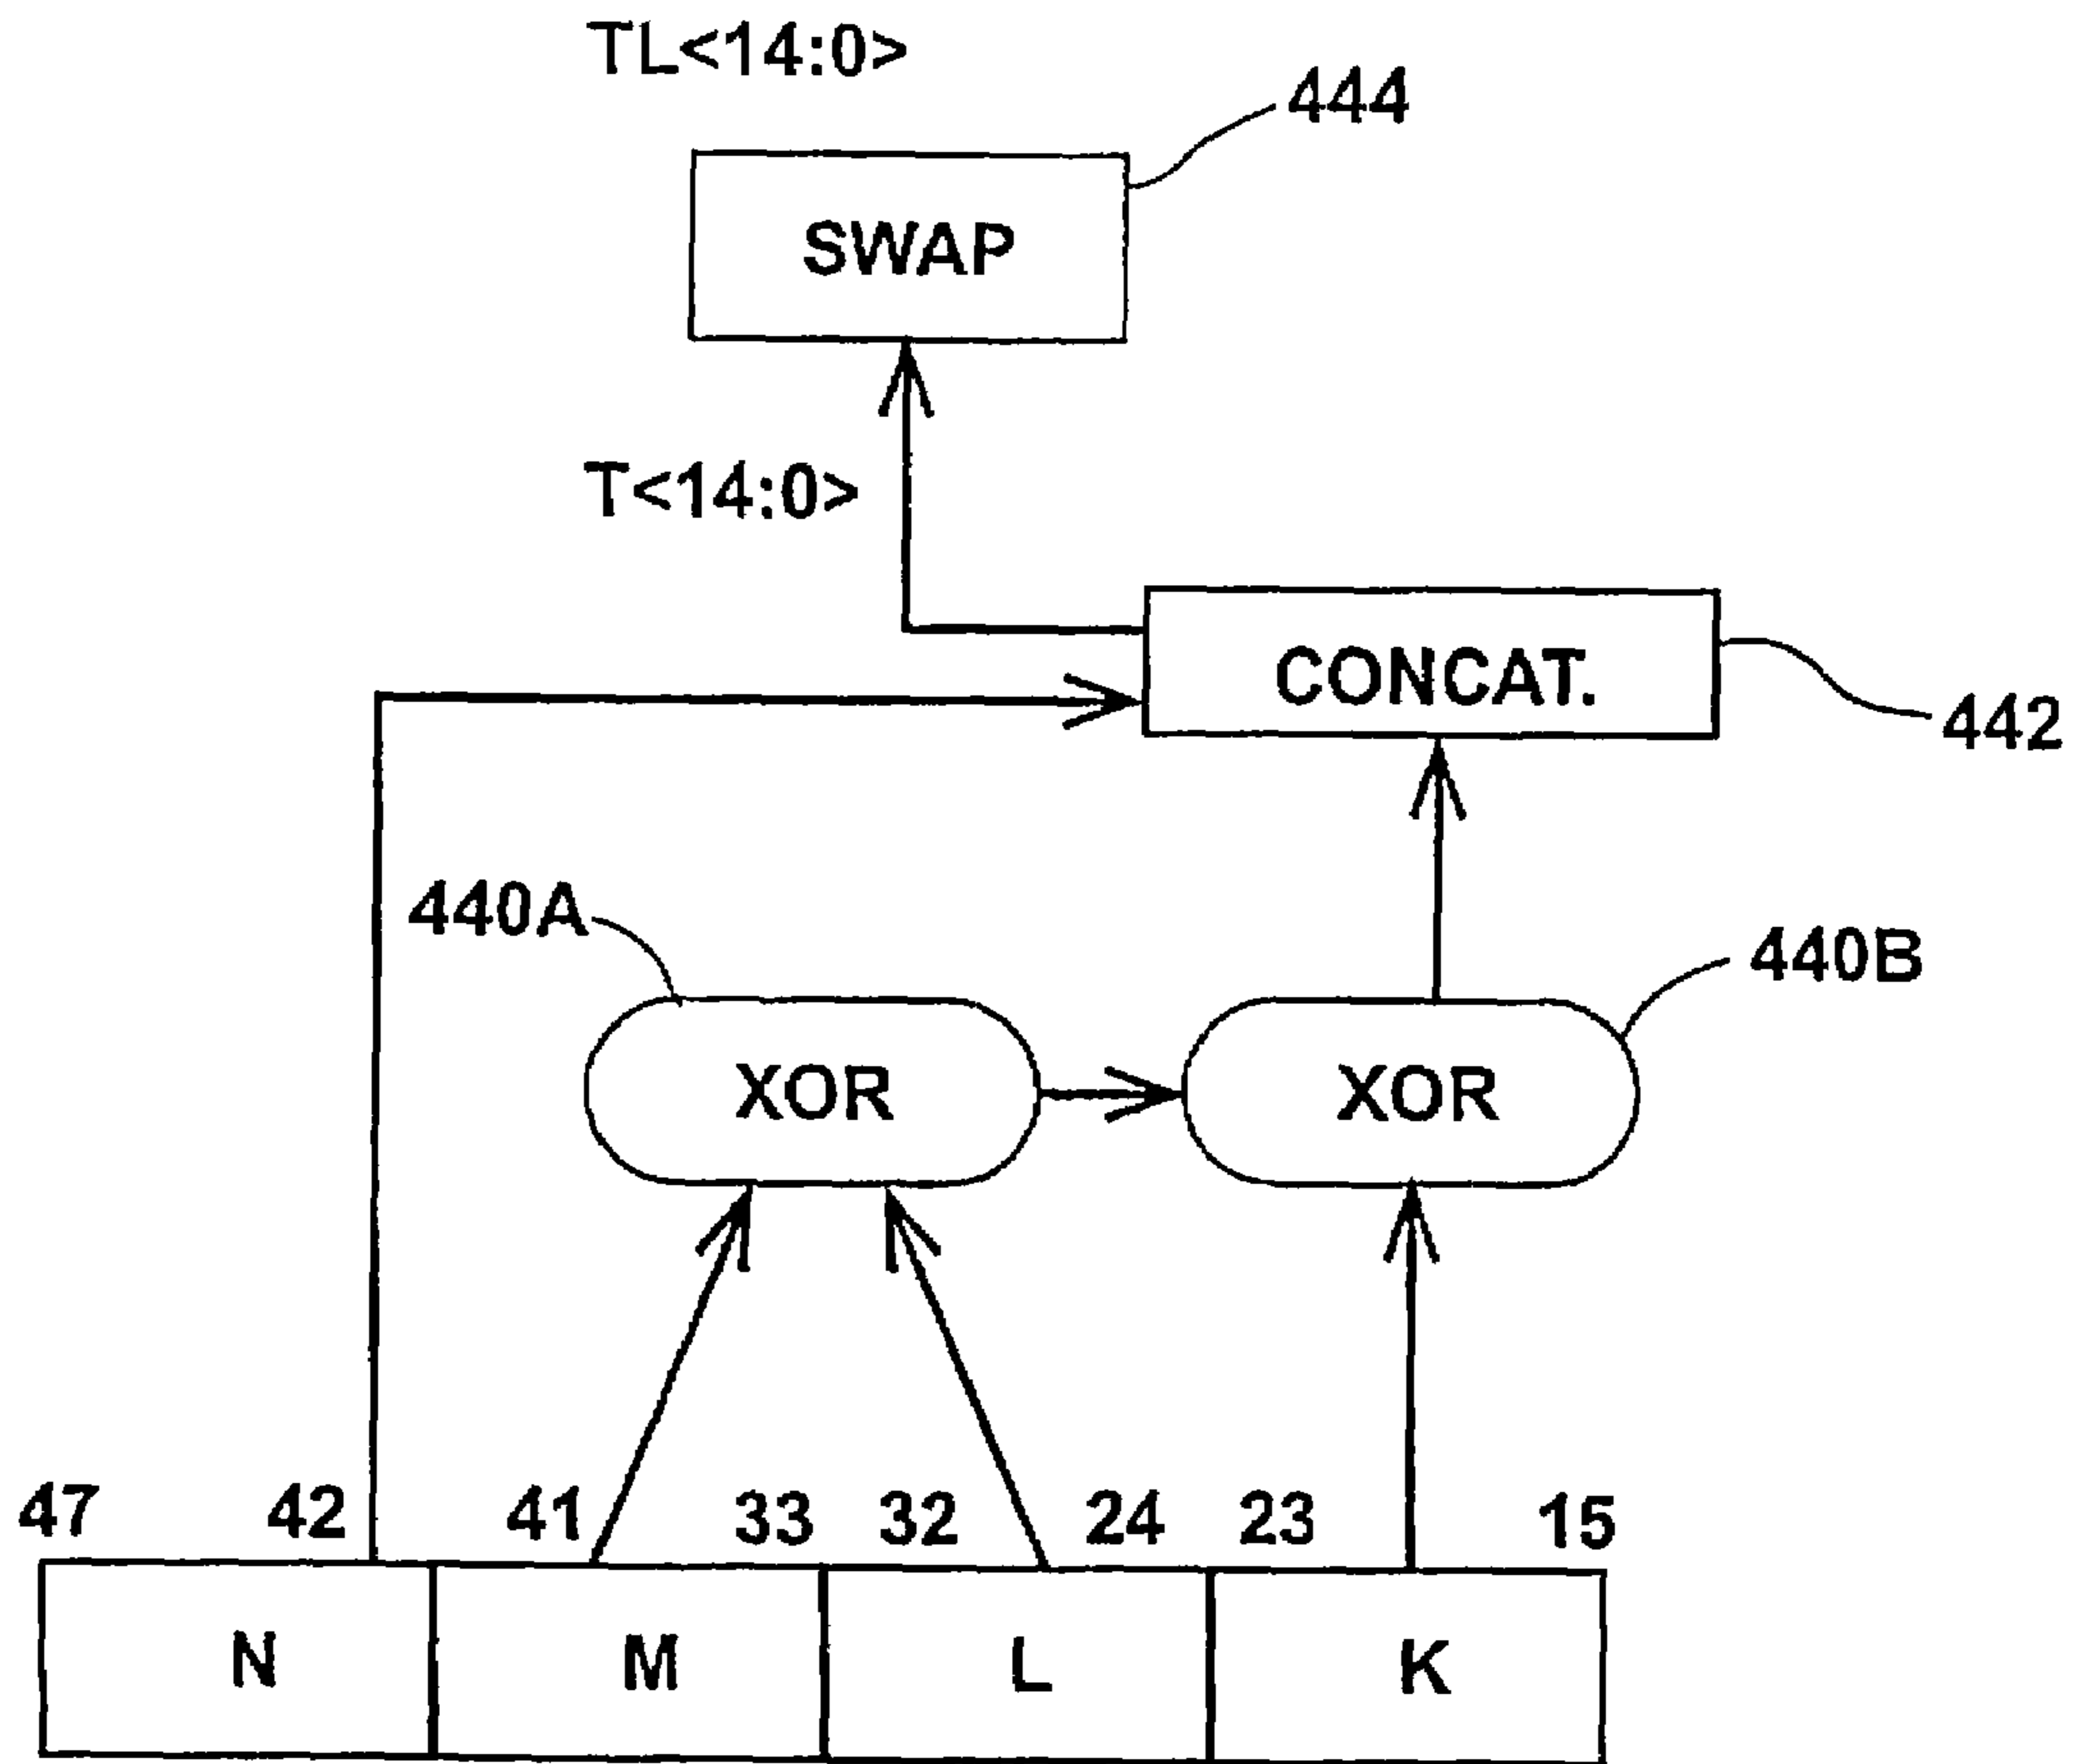 TL<14:0>
444
SWAP
T<14:0>
CONCAT.
442
440A
440B
XOR
XOR
47
42
41
33
32
24
23
15
N
M
L
K